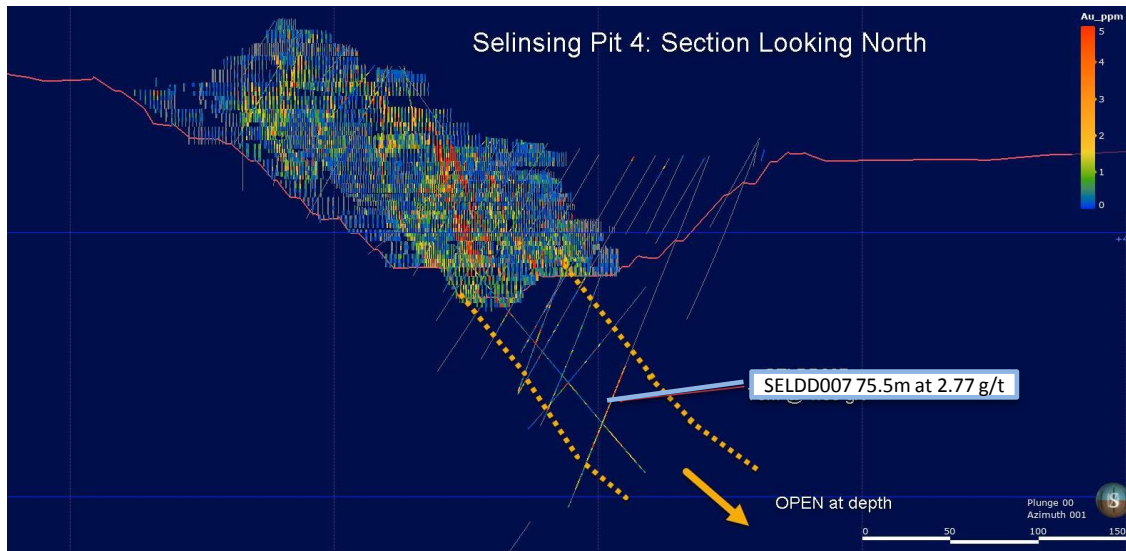 Au_ppm
Selinsing Pit 4: Section Looking North
5
4
3
2
1
0
+4
SELDD007 75.5m at 2.77 g/t
OPEN at depth
Plunge 00
Azimuth 001
S
0 50 100 150